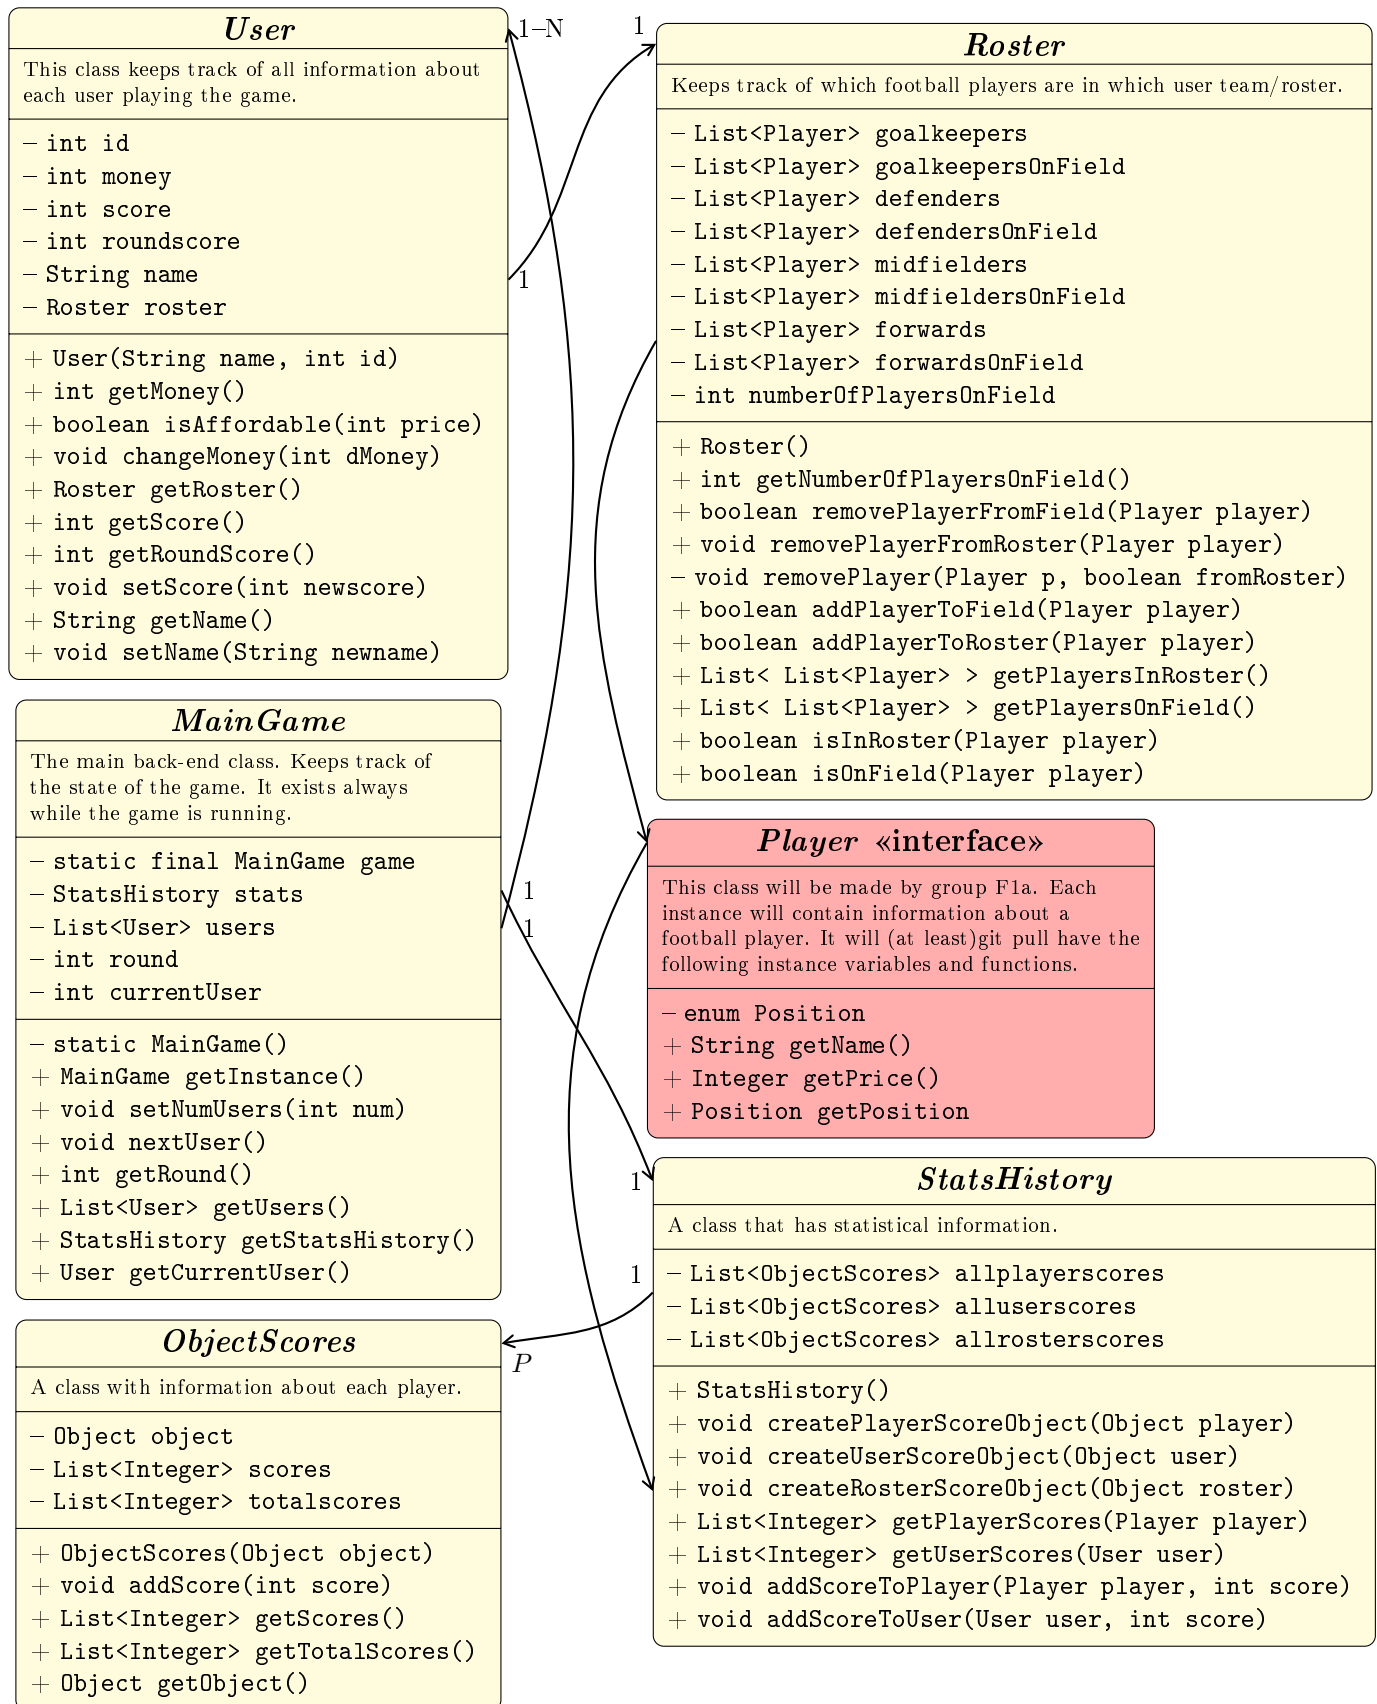 User
This class keeps track of all information about
each user playing the game.
– int id
– int money
– int score
– int roundscore
– String name
– Roster roster
+ User(String name, int id)
+ int getMoney()
+ boolean isAffordable(int price)
+ void changeMoney(int dMoney)
+ Roster getRoster()
+ int getScore()
+ int getRoundScore()
+ void setScore(int newscore)
+ String getName()
+ void setName(String newname)
1–N
1
1
Roster
Keeps track of which football players are in which user team/roster.
– List<Player> goalkeepers
– List<Player> goalkeepersOnField
– List<Player> defenders
– List<Player> defendersOnField
– List<Player> midfielders
– List<Player> midfieldersOnField
– List<Player> forwards
– List<Player> forwardsOnField
– int numberOfPlayersOnField
+ Roster()
+ int getNumberOfPlayersOnField()
+ boolean removePlayerFromField(Player player)
+ void removePlayerFromRoster(Player player)
– void removePlayer(Player p, boolean fromRoster)
+ boolean addPlayerToField(Player player)
+ boolean addPlayerToRoster(Player player)
+ List< List<Player> > getPlayersInRoster()
+ List< List<Player> > getPlayersOnField()
+ boolean isInRoster(Player player)
+ boolean isOnField(Player player)
MainGame
The main back-end class. Keeps track of
the state of the game. It exists always
while the game is running.
– static final MainGame game
– StatsHistory stats
– List<User> users
– int round
– int currentUser
– static MainGame()
+ MainGame getInstance()
+ void setNumUsers(int num)
+ void nextUser()
+ int getRound()
+ List<User> getUsers()
+ StatsHistory getStatsHistory()
+ User getCurrentUser()
1
1
Player «interface»
This class will be made by group F1a. Each
instance will contain information about a
football player. It will (at least)git pull have the
following instance variables and functions.
– enum Position
+ String getName()
+ Integer getPrice()
+ Position getPosition
1
StatsHistory
A class that has statistical information.
– List<ObjectScores> allplayerscores
– List<ObjectScores> alluserscores
– List<ObjectScores> allrosterscores
+ StatsHistory()
+ void createPlayerScoreObject(Object player)
+ void createUserScoreObject(Object user)
+ void createRosterScoreObject(Object roster)
+ List<Integer> getPlayerScores(Player player)
+ List<Integer> getUserScores(User user)
+ void addScoreToPlayer(Player player, int score)
+ void addScoreToUser(User user, int score)
1
P
ObjectScores
A class with information about each player.
– Object object
– List<Integer> scores
– List<Integer> totalscores
+ ObjectScores(Object object)
+ void addScore(int score)
+ List<Integer> getScores()
+ List<Integer> getTotalScores()
+ Object getObject()